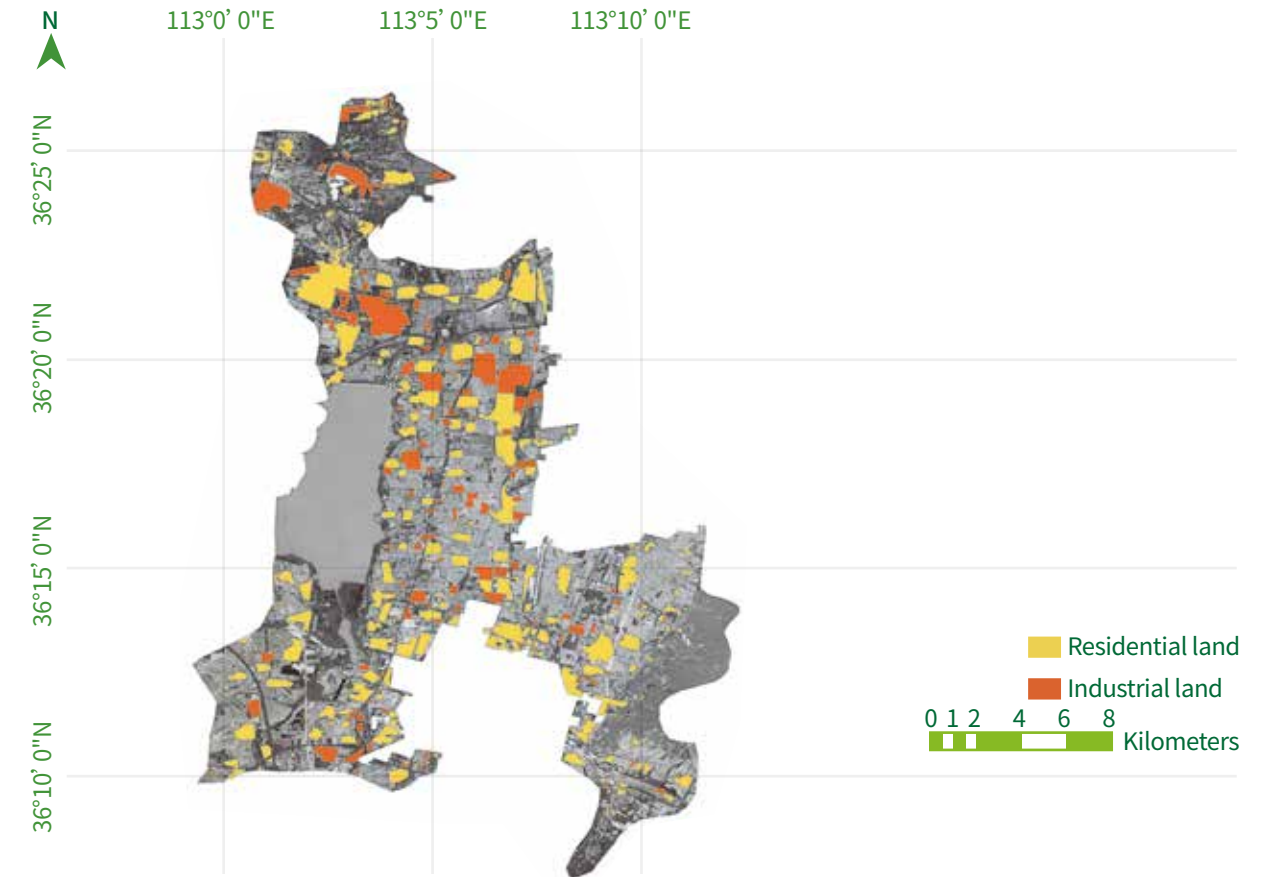 N
113°0’ 0"E
113°5’ 0"E
113°10’ 0"E
36°25’ 0"N
36°20’ 0"N
36°15’ 0"N
36°10’ 0"N
Residential land
Industrial land
0 1 2 4 6 8
Kilometers